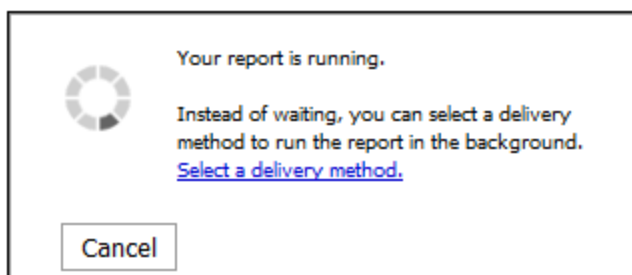 Your report is running.
Instead of waiting, you can select a delivery
method to run the report in the background.
Select a delivery method.
Cancel